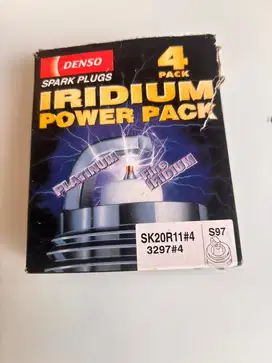 DENSO
4
PACK
SPARK PLUGS
IRIDIUM
POWER PACK
PLATINUM
IRIDIUM
SK20R11#4
3297#4
S97